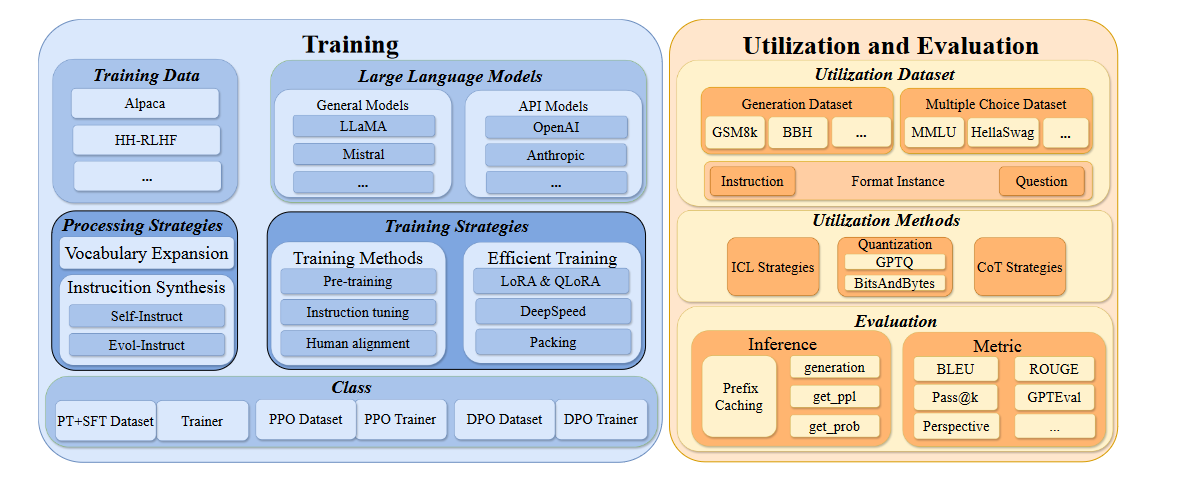 Training
Training Data
Alpaca
HH-RLHF
...
Large Language Models
General Models
LLaMA
Mistral
...
API Models
OpenAI
Anthropic
...
Processing Strategies
Vocabulary Expansion
Instrucition Synthesis
Self-Instruct
Evol-Instruct
Training Strategies
Training Methods
Pre-training
Instruction tuning
Human alignment
Efficient Training
LoRA & QLoRA
DeepSpeed
Packing
Class
PT+SFT Dataset
Trainer
PPO Dataset
PPO Trainer
DPO Dataset
DPO Trainer
Utilization and Evaluation
Utilization Dataset
Generation Dataset
GSM8k
BBH
...
Multiple Choice Dataset
MMLU
HellaSwag
...
Instruction
Format Instance
Question
Utilization Methods
ICL Strategies
Quantization
GPTQ
BitsAndBytes
CoT Strategies
Evaluation
Inference
Prefix
Caching
generation
get_ppl
get_prob
Metric
BLEU
ROUGE
Pass@k
GPTEval
Perspective
...